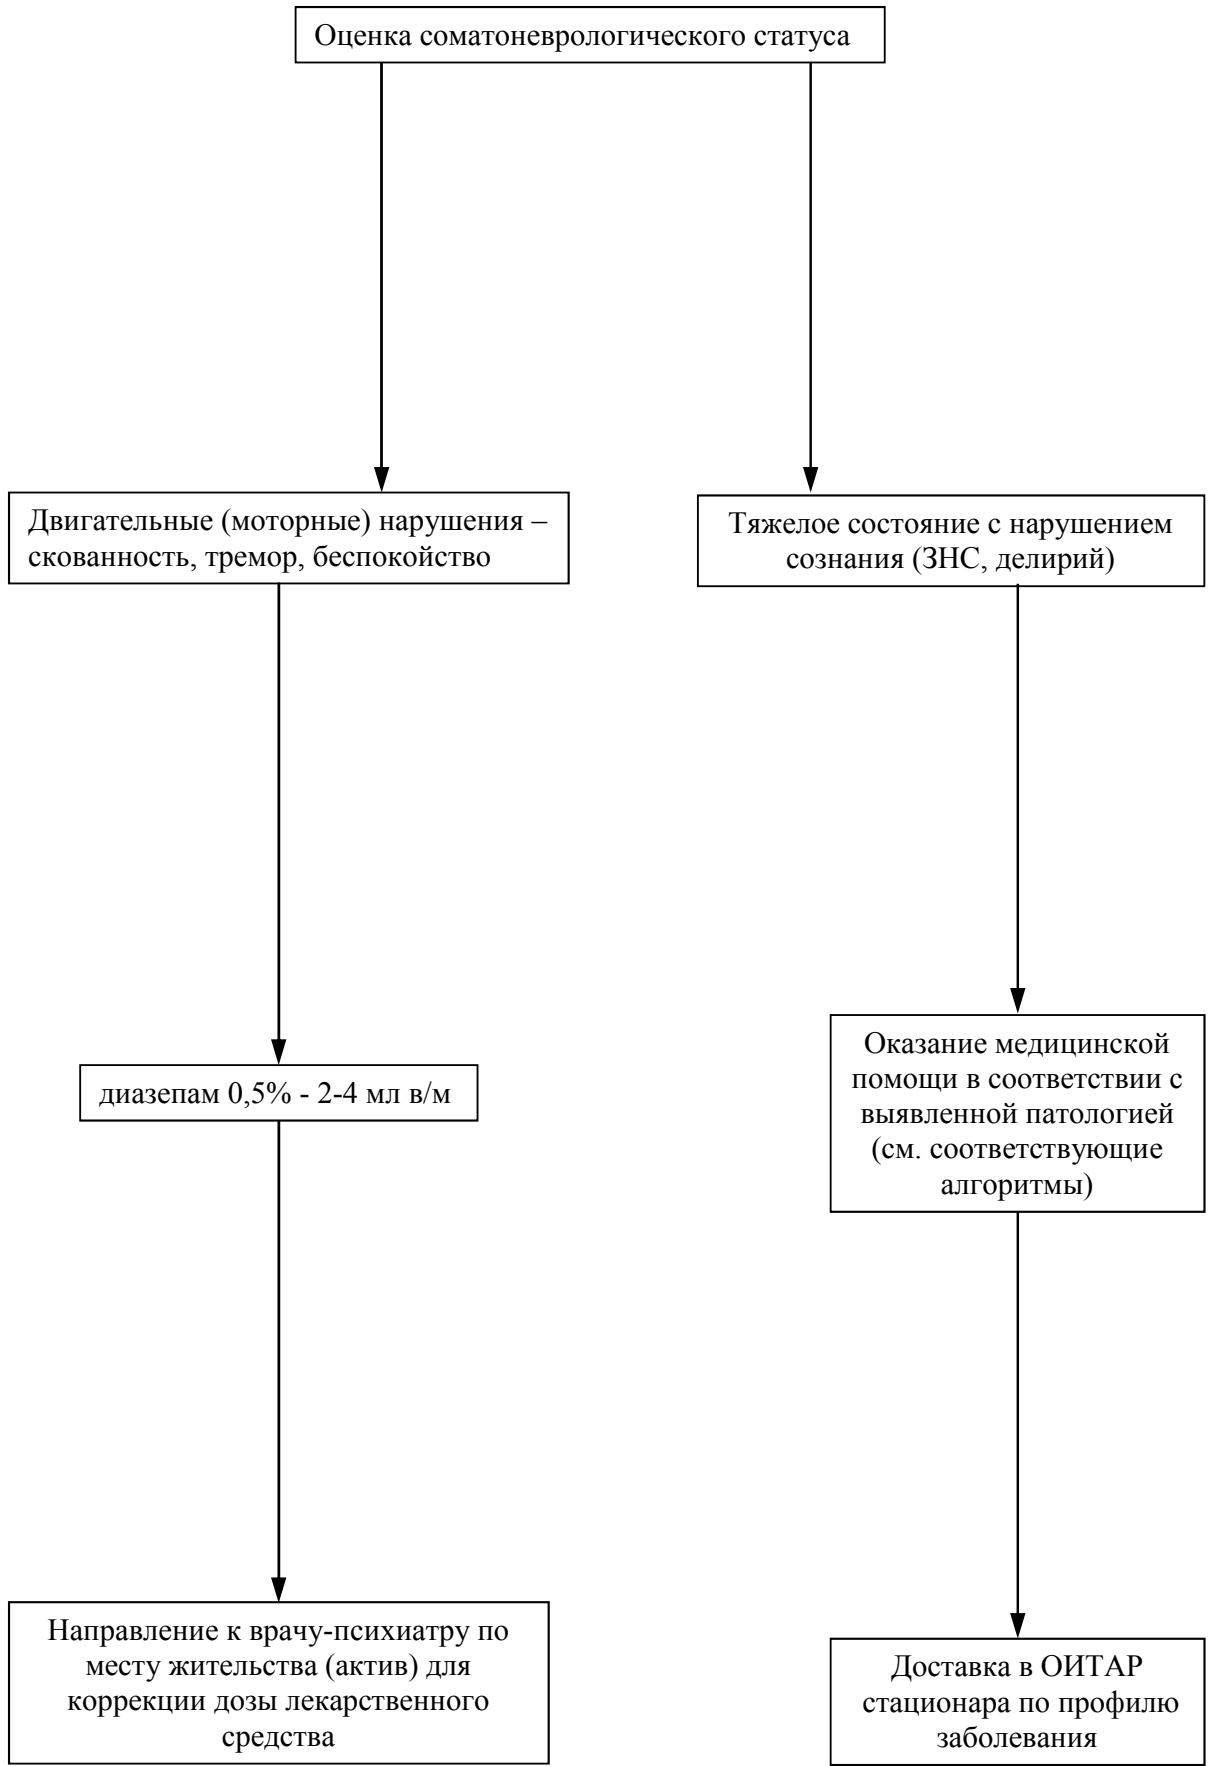 Оценка соматоневрологического статуса
Двигательные (моторные) нарушения –
скованность, тремор, беспокойство
Тяжелое состояние с нарушением
сознания (ЗНС, делирий)
диазепам 0,5% - 2-4 мл в/м
Оказание медицинской
помощи в соответствии с
выявленной патологией
(см. соответствующие
алгоритмы)
Направление к врачу-психиатру по
месту жительства (актив) для
коррекции дозы лекарственного
средства
Доставка в ОИТАР
стационара по профилю
заболевания